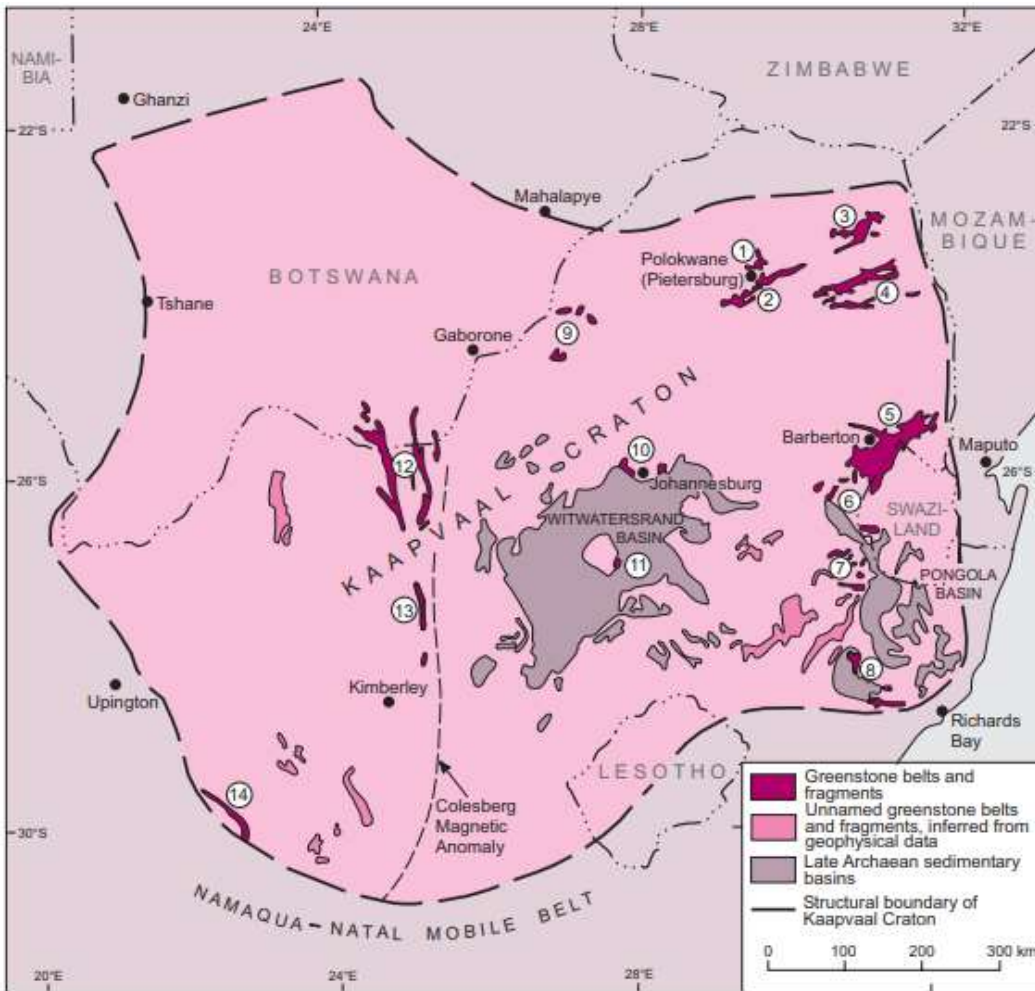 24°E
28°E
32°E
NAMI-
BIA
ZIMBABWE
Ghanzi
22°S
22°S
Mahalapye
3
MOZAM-
BIQUE
1
Polokwane
(Pietersburg)
BOTSWANA
2
4
Tshane
9
Gaborone
KAAPVAAL CRATON
5
Barberton
Maputo
12
10
26°S
Johannesburg
26°S
6
SWAZI-
LAND
WITWATERSRAND
BASIN
11
7
PONGOLA
BASIN
13
8
Kimberley
Upington
Richards
Bay
LESOTHO
14
Colesberg
Magnetic
Anomaly
30°S
NAMAQUA–NATAL MOBILE BELT
Greenstone belts and
fragments
Unnamed greenstone belts
and fragments, inferred from
geophysical data
Late Archaean sedimentary
basins
Structural boundary of
Kaapvaal Craton
0 100 200 300 km
20°E
24°E
28°E